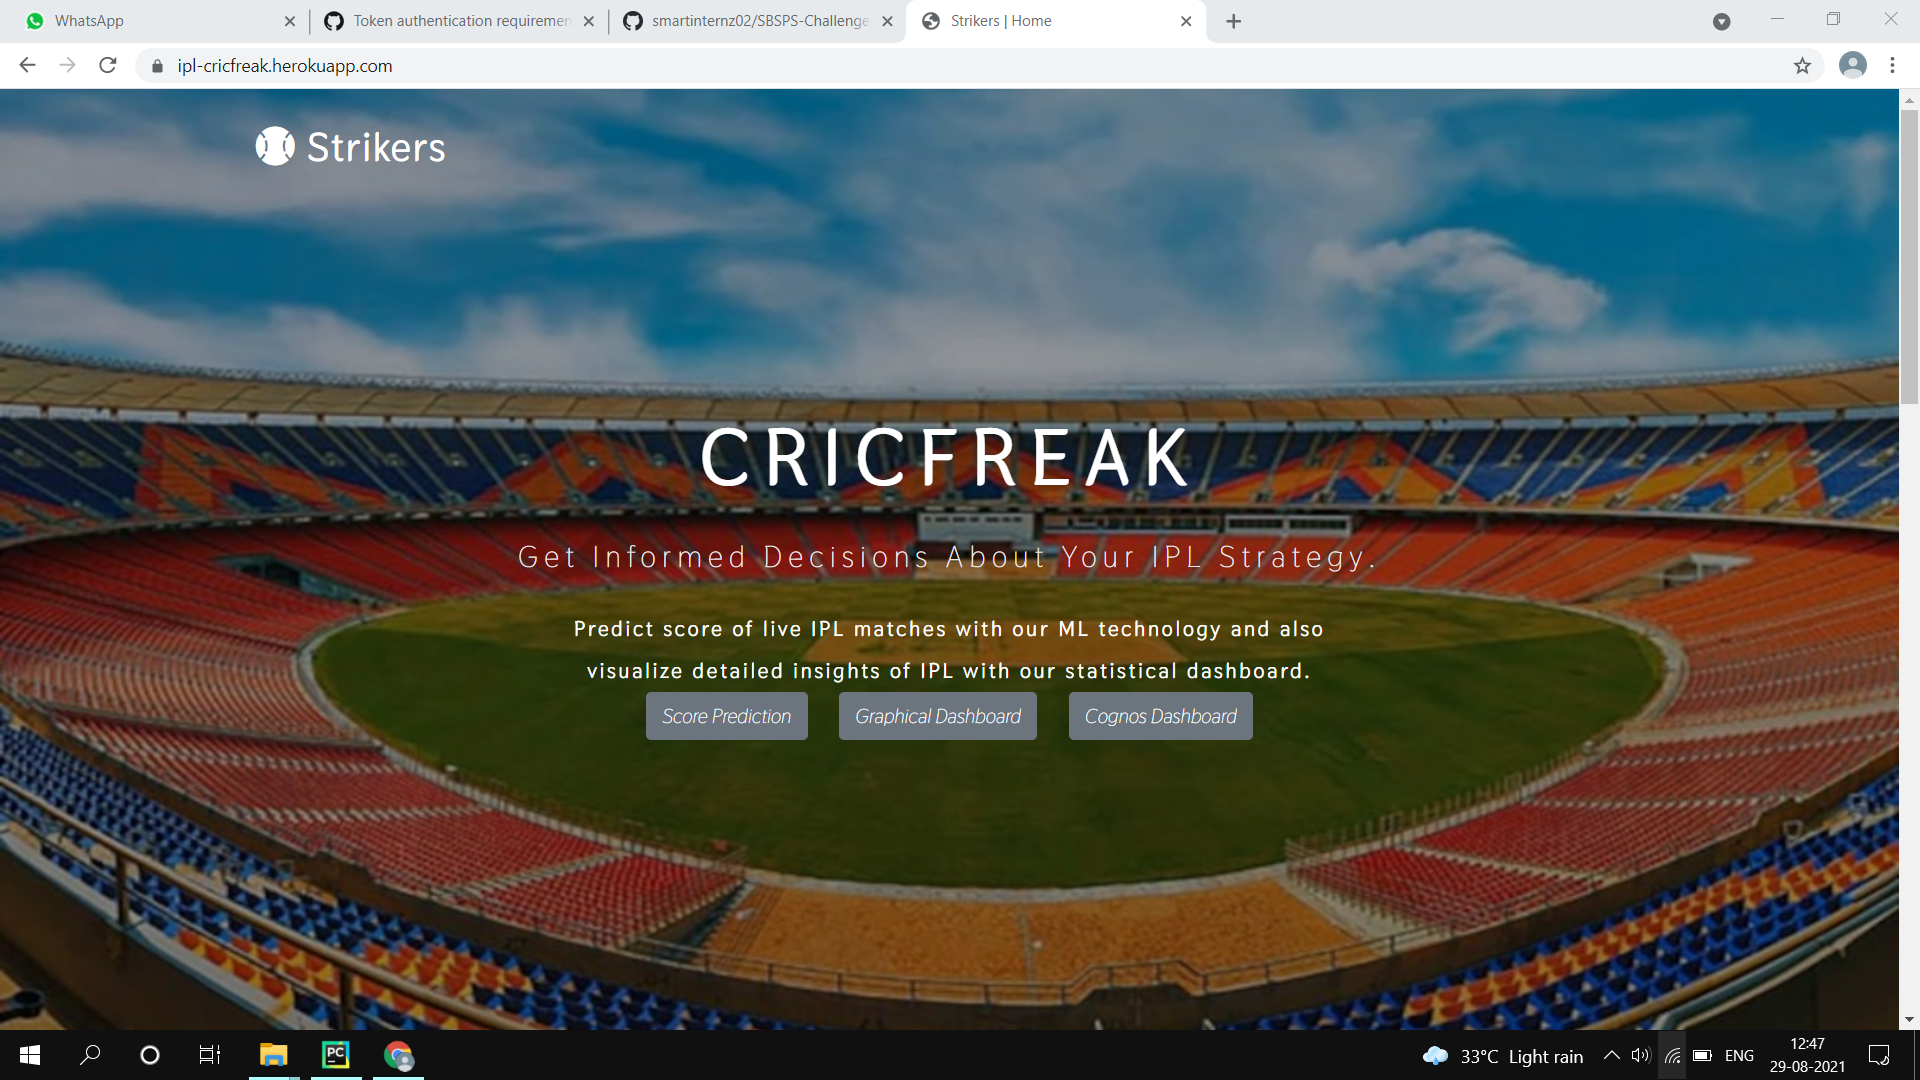 WhatsApp
Token authentication requiremen
smartinternz02/SBSPS-Challenge
Strikers | Home
ipl-cricfreak.herokuapp.com
Strikers
CRICFREAK
Get Informed Decisions About Your IPL Strategy.
Predict score of live IPL matches with our ML technology and also
visualize detailed insights of IPL with our statistical dashboard.
Score Prediction
Graphical Dashboard
Cognos Dashboard
PC
33°C Light rain
ENG
12:47
29-08-2021